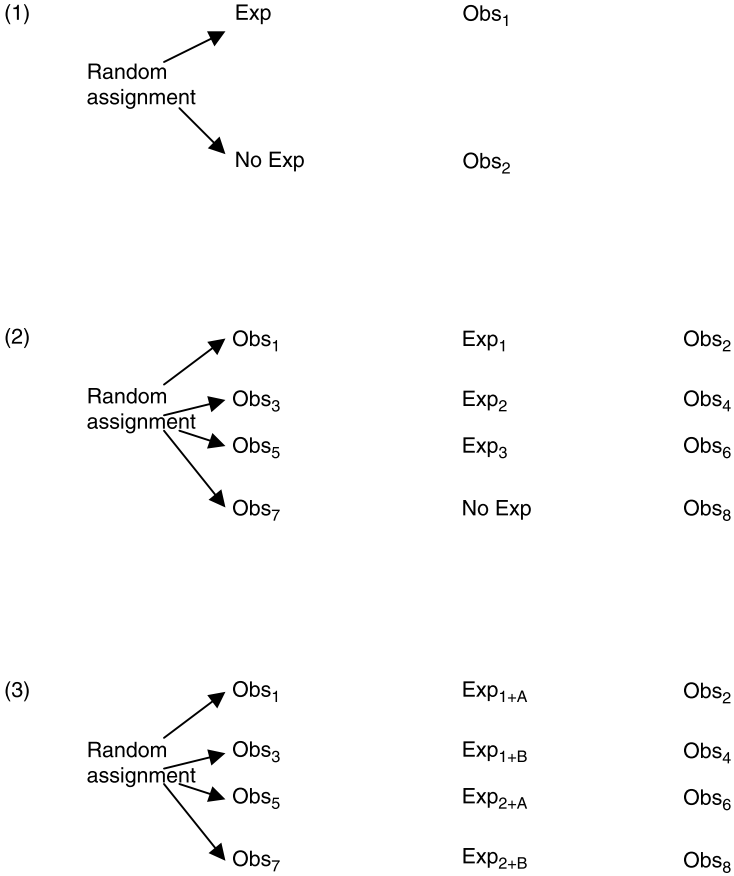 (1) Exp Obs₁
Random
assignment
No Exp Obs₂
(2) Obs₁ Exp₁ Obs₂
Random
Obs₃ Exp₂ Obs₄
assignment
Obs₅ Exp₃ Obs₆
Obs₇ No Exp Obs₈
(3) Obs₁ Exp1+A Obs₂
Random
Obs₃ Exp1+B Obs₄
assignment
Obs₅ Exp2+A Obs₆
Obs₇ Exp2+B Obs₈